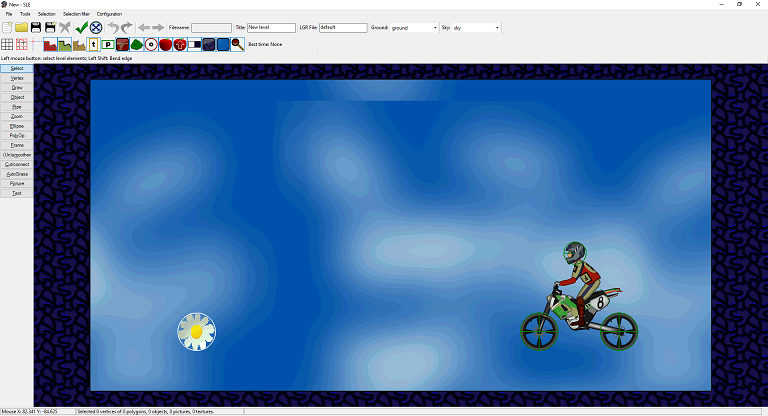 New - SLE
File Tools Selection Selection filter Configuration
Filename: Title: New level LGR File: default Ground: ground Sky: sky
t p Best time: None
Left mouse button: select level elements; Left Shift: Bend edge
Select
Vertex
Draw
Object
Pipe
Zoom
Ellipse
PolyOp
Frame
(Un)smoothen
Cut/connect
AutoGrass
Picture
Text
8
Mouse X: 82.341 Y: -84.625 Selected 0 vertices of 0 polygons, 0 objects, 0 pictures, 0 textures.